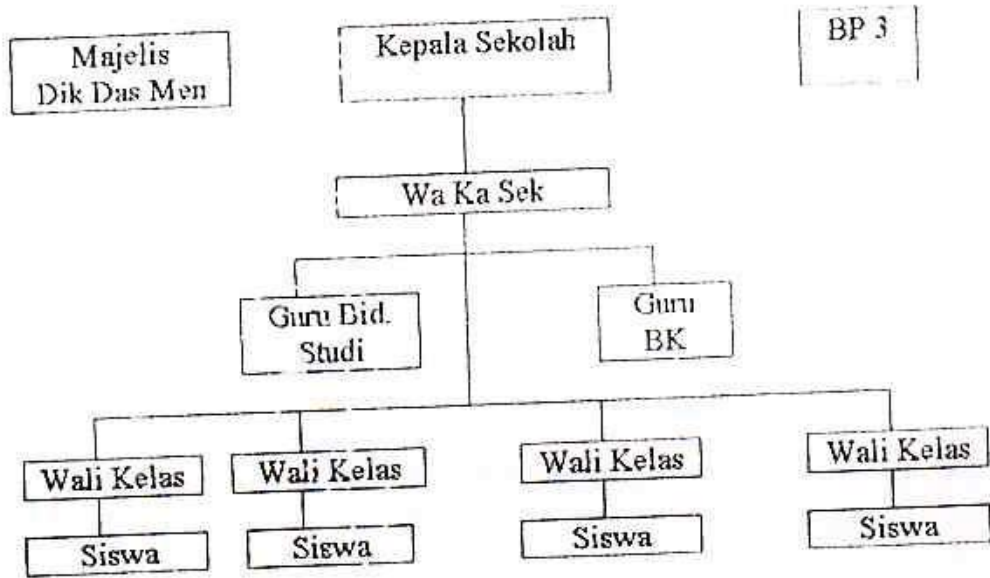 Majelis
Dik Das Men
Kepala Sekolah
BP 3
Wa Ka Sek
Guru Bid.
Studi
Guru
BK
Wali Kelas
Wali Kelas
Wali Kelas
Wali Kelas
Siswa
Siswa
Siswa
Siswa